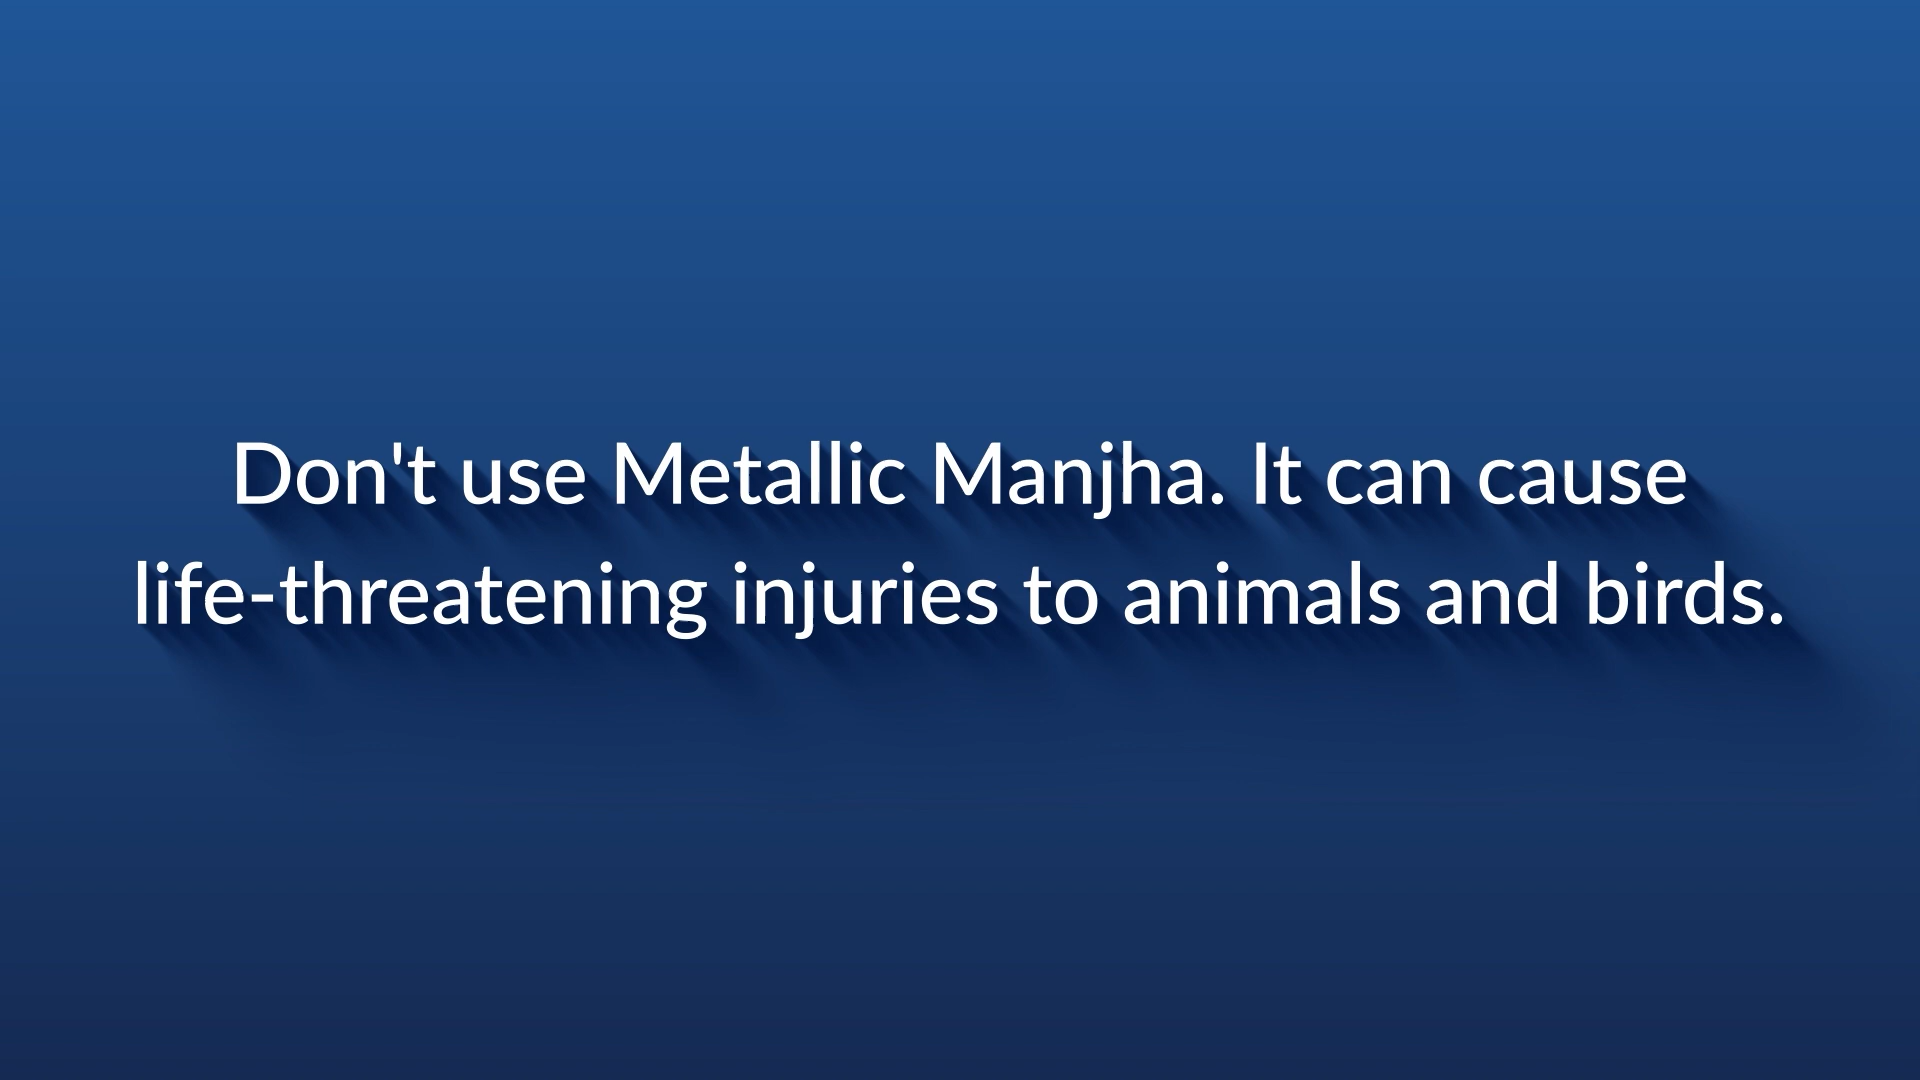 Don't use Metallic Manjha. It can cause
life-threatening injuries to animals and birds.